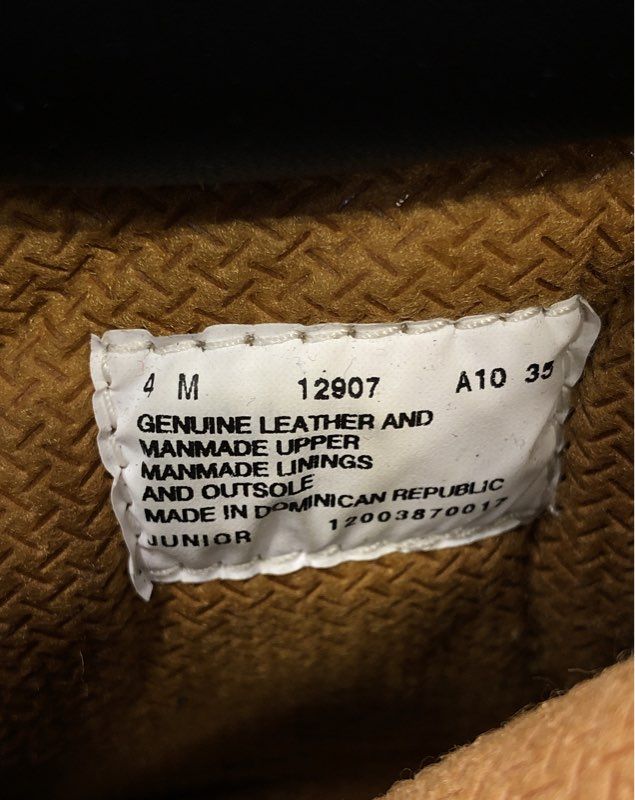 4 M 12907 A10 35
GENUINE LEATHER AND
MANMADE UPPER
MANMADE LININGS
AND OUTSOLE
MADE IN DOMINICAN REPUBLIC
JUNIOR 12003870017